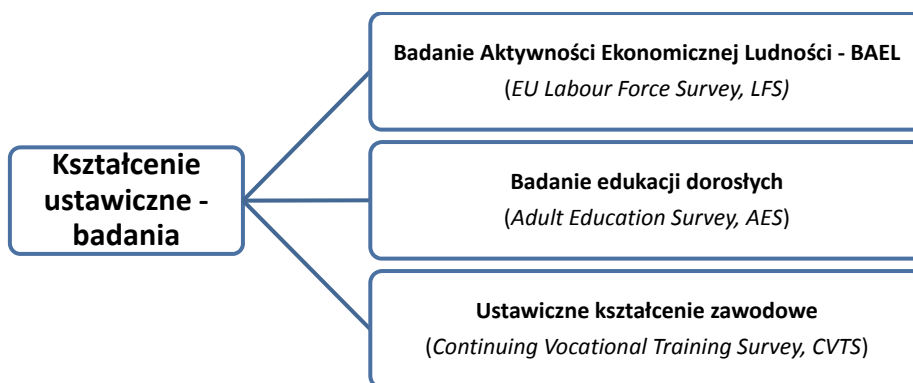 Badanie Aktywności Ekonomicznej Ludności - BAEL
(EU Labour Force Survey, LFS)
Kształcenie
ustawiczne -
badania
Badanie edukacji dorosłych
(Adult Education Survey, AES)
Ustawiczne kształcenie zawodowe
(Continuing Vocational Training Survey, CVTS)